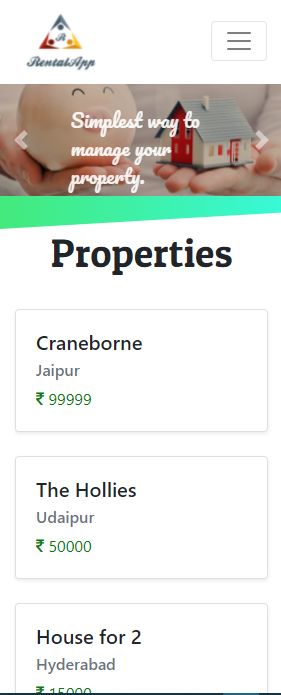 R
RentalApp
Simplest way to
manage your
property.
Properties
Craneborne
Jaipur
₹ 99999
The Hollies
Udaipur
₹ 50000
House for 2
Hyderabad
₹ 15000